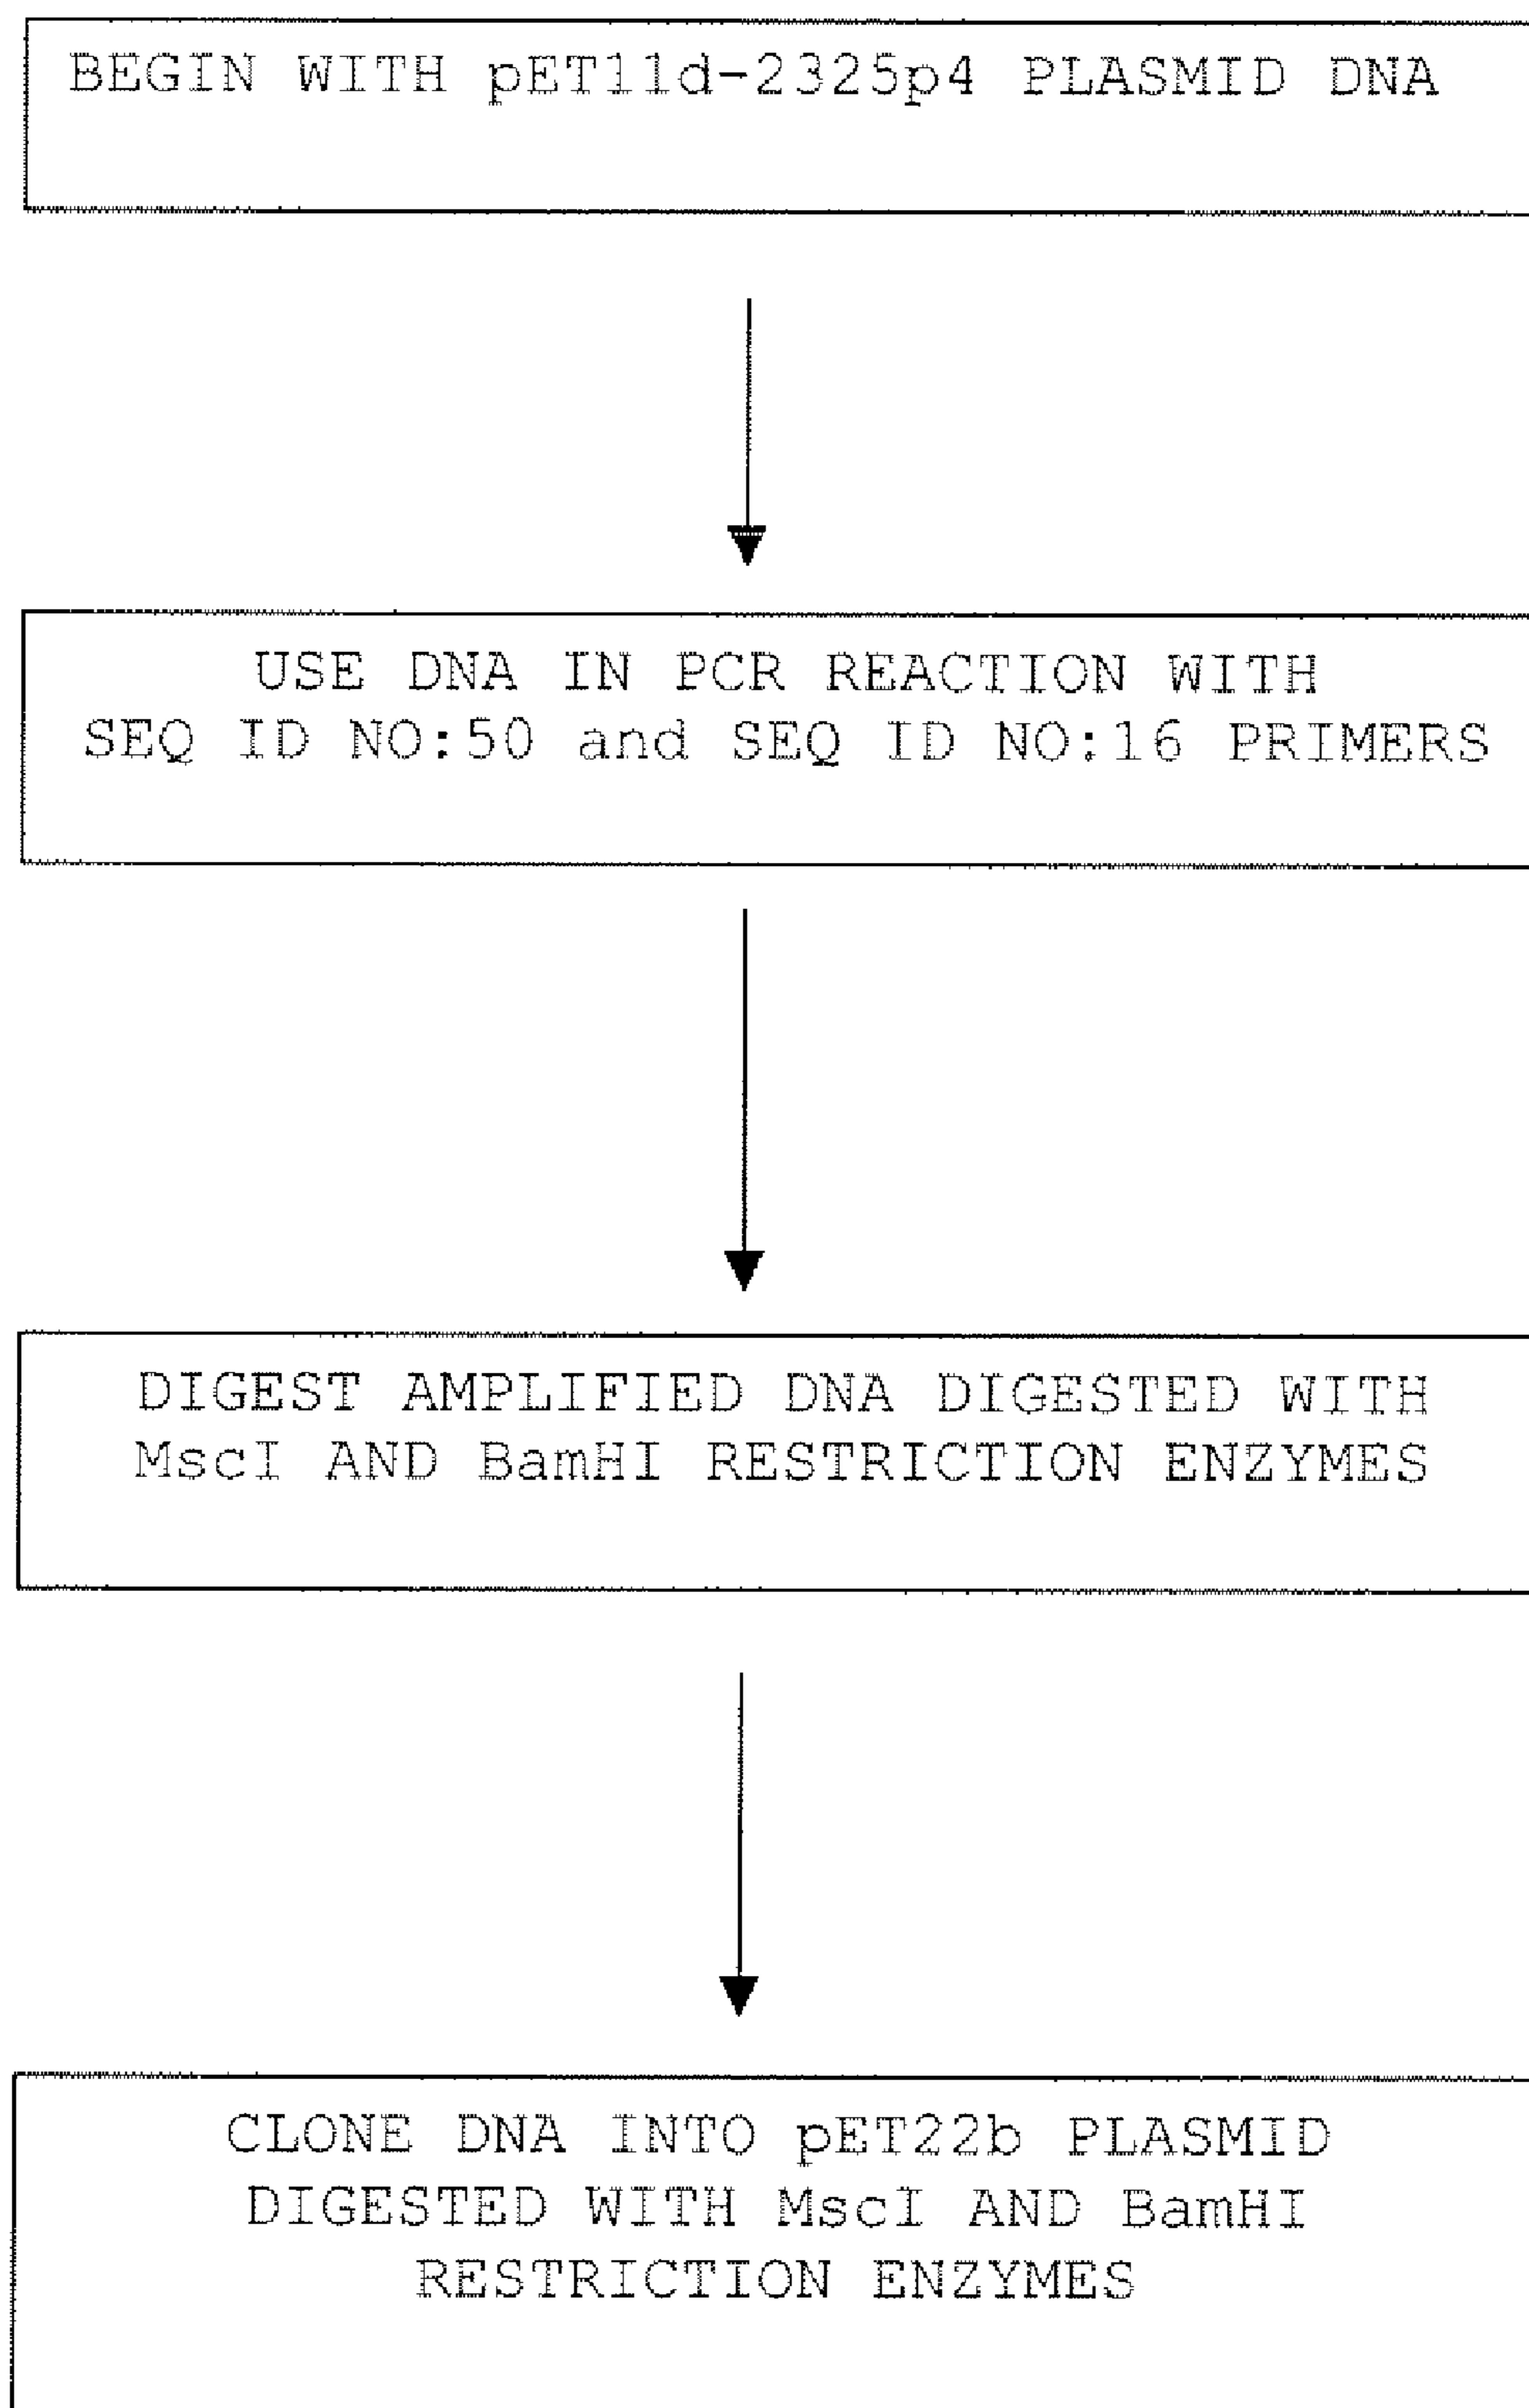 BEGIN WITH pET11d-2325p4 PLASMID DNA
USE DNA IN PCR REACTION WITH
SEQ ID NO:50 and SEQ ID NO:16 PRIMERS
DIGEST AMPLIFIED DNA DIGESTED WITH
MscI AND BamHI RESTRICTION ENZYMES
CLONE DNA INTO pET22b PLASMID
DIGESTED WITH MscI AND BamHI
RESTRICTION ENZYMES